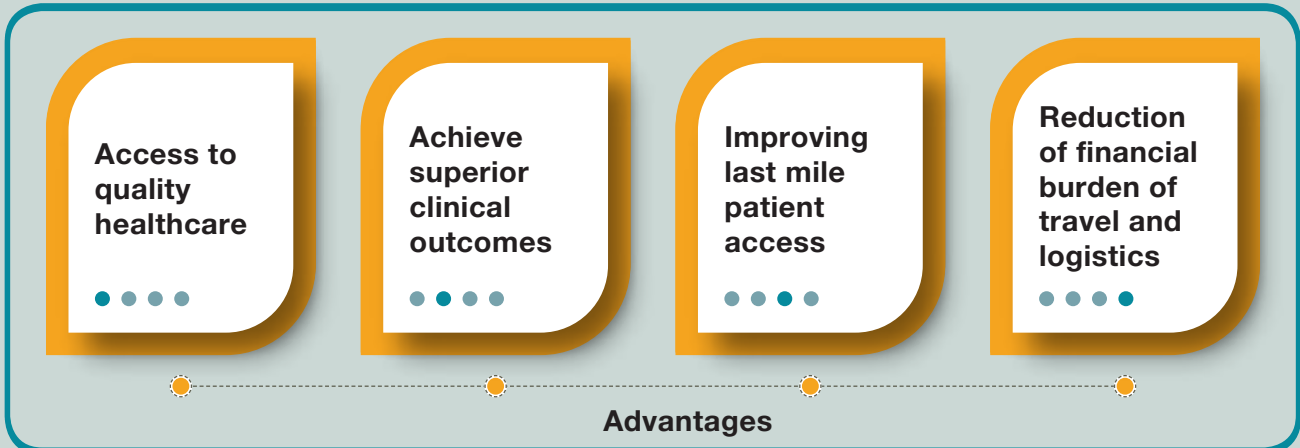 Access to
quality
healthcare
Achieve
superior
clinical
outcomes
Improving
last mile
patient
access
Reduction
of financial
burden of
travel and
logistics
Advantages